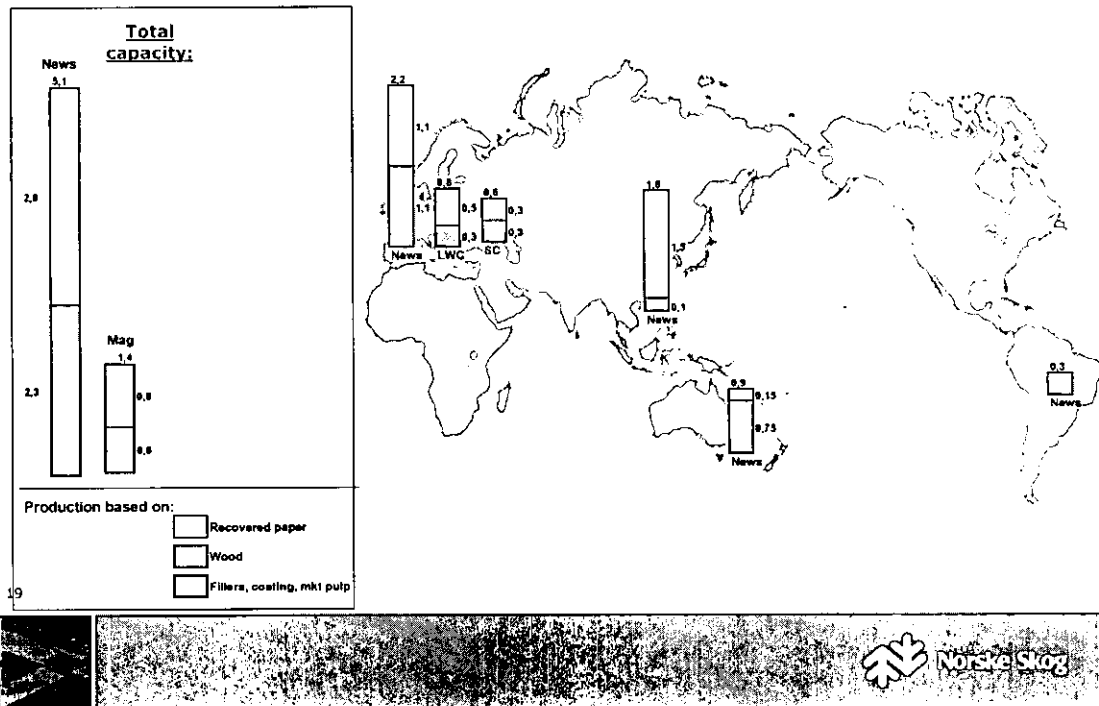 Total
capacity:
News
5,1
2,8
2,3
Mag
1,4
0,8
0,6
Production based on:
Recovered paper
Wood
Fillers, coating, mkt pulp
19
2,2
1,1
1,1
News
0,8
0,5
0,3
LWC
0,6
0,3
0,3
SC
1,6
1,5
0,1
News
0,9
0,15
0,75
News
0,3
News
Norske Skog